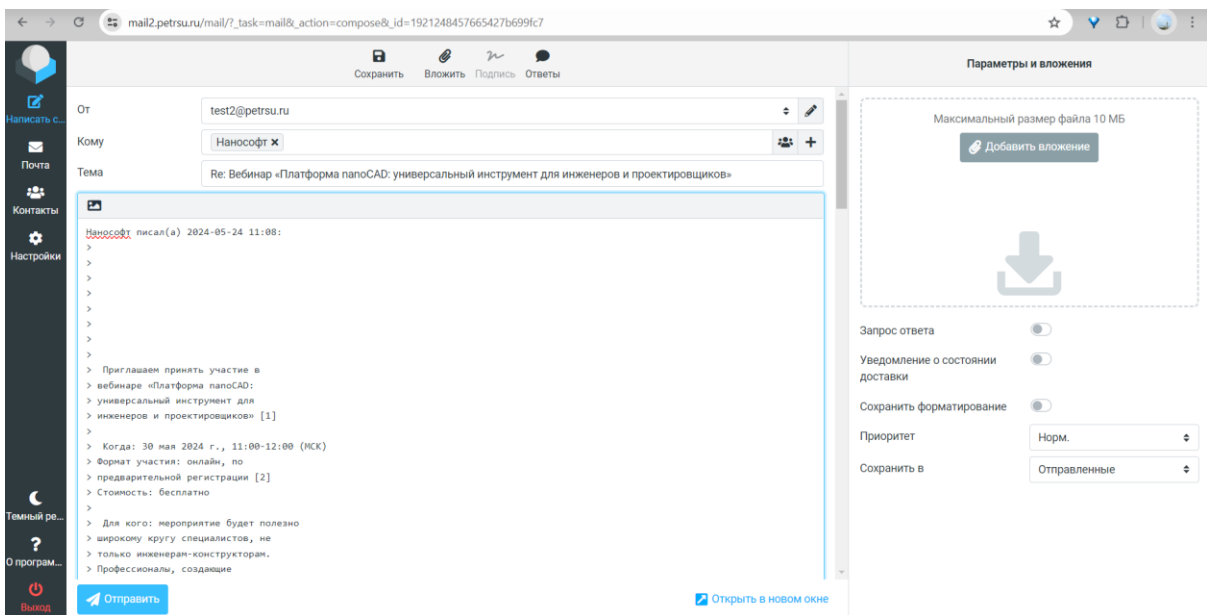 mail2.petrsu.ru/mail/?_task=mail&_action=compose&_id=192124845766542​7b699fc7
Сохранить Вложить Подпись Ответы
Параметры и вложения
Написать с...
Почта
Контакты
Настройки
Темный ре...
О програм...
Выход
От test2@petrsu.ru
Кому Нанософт ×
Тема Re: Вебинар «Платформа nanoCAD: универсальный инструмент для инженеров и проектировщиков»
Нанософт писал(а) 2024-05-24 11:08:
>
>
>
>
>
>
>
>
> Приглашаем принять участие в
> вебинаре «Платформа nanoCAD:
> универсальный инструмент для
> инженеров и проектировщиков» [1]
>
> Когда: 30 мая 2024 г., 11:00-12:00 (МСК)
> Формат участия: онлайн, по
> предварительной регистрации [2]
> Стоимость: бесплатно
>
> Для кого: мероприятие будет полезно
> широкому кругу специалистов, не
> только инженерам-конструкторам.
> Профессионалы, создающие
Отправить
Открыть в новом окне
Максимальный размер файла 10 МБ
Добавить вложение
Запрос ответа
Уведомление о состоянии
доставки
Сохранить форматирование
Приоритет Норм.
Сохранить в Отправленные